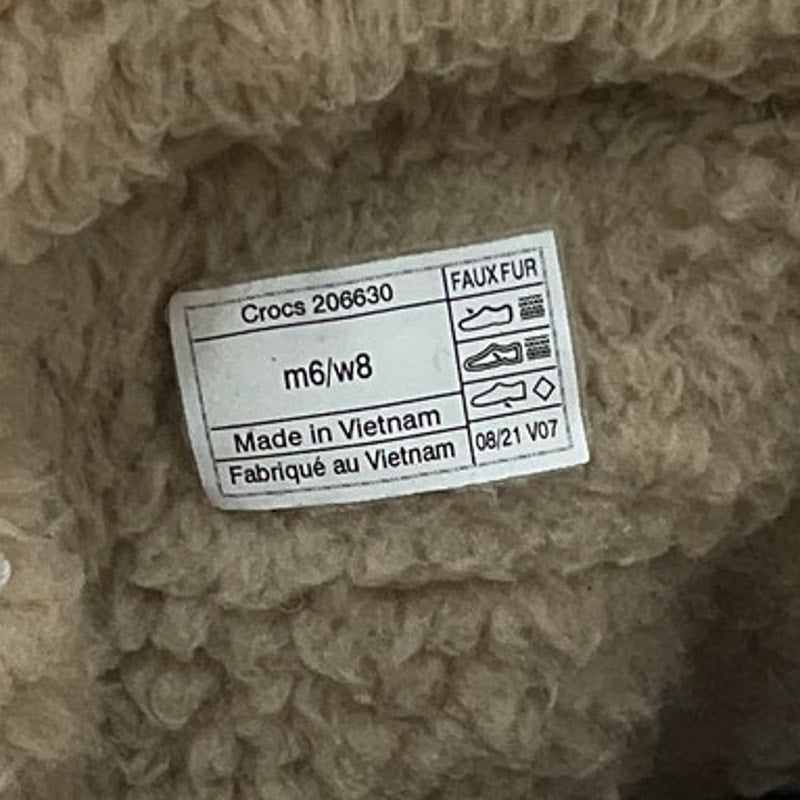 Crocs 206630
FAUX FUR
m6/w8
Made in Vietnam
Fabriqué au Vietnam
08/21 V07